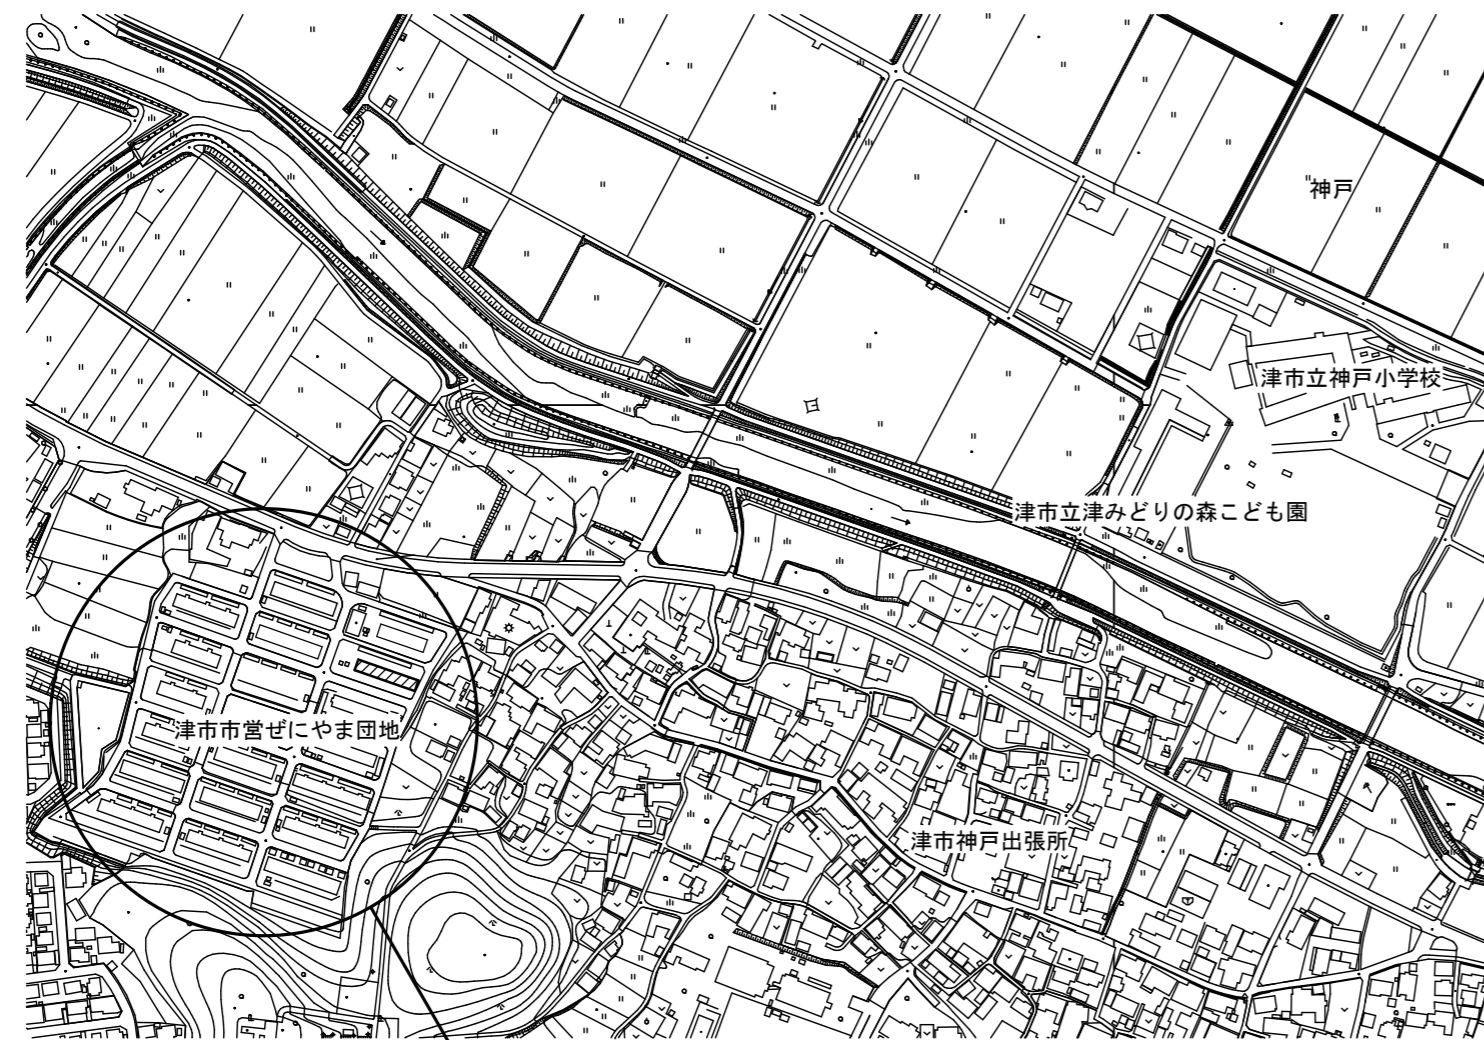 神戸
津市立神戸小学校
津市立津みどりの森こども園
津市市営ぜにやま団地
津市神戸出張所